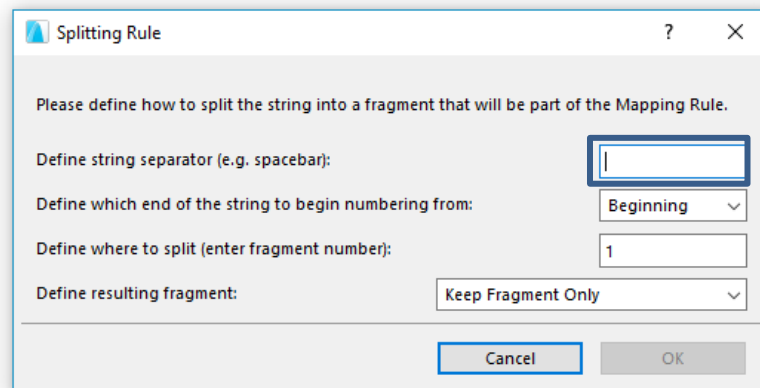 Splitting Rule
Please define how to split the string into a fragment that will be part of the Mapping Rule.
Define string separator (e.g. spacebar):
Define which end of the string to begin numbering from: Beginning
Define where to split (enter fragment number): 1
Define resulting fragment: Keep Fragment Only
Cancel OK